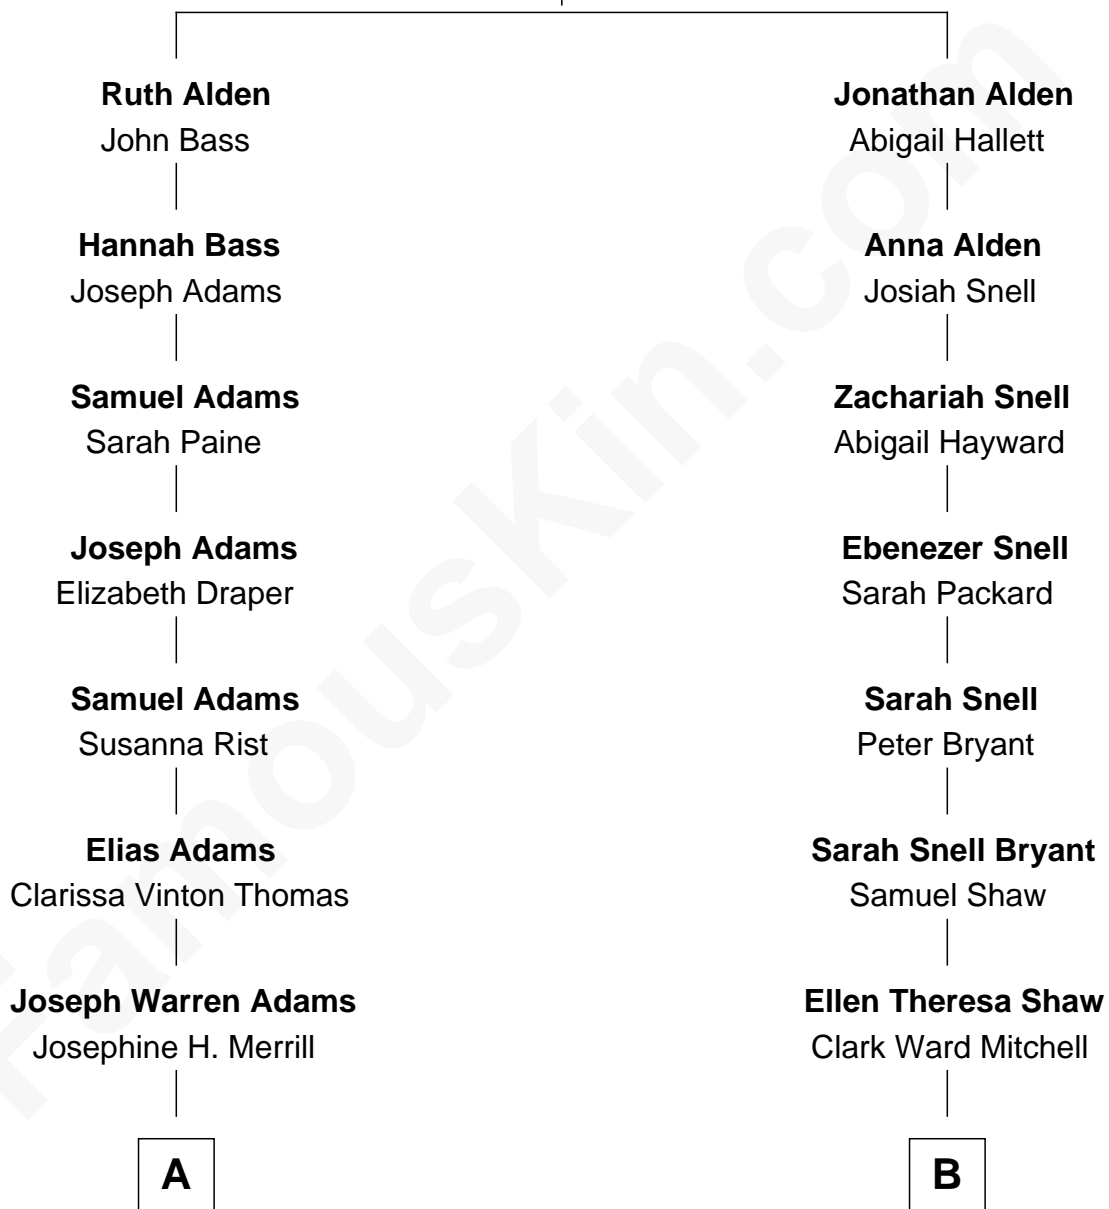 Ruth Alden
John Bass
Jonathan Alden
Abigail Hallett
Hannah Bass
Joseph Adams
Anna Alden
Josiah Snell
Samuel Adams
Sarah Paine
Zachariah Snell
Abigail Hayward
Joseph Adams
Elizabeth Draper
Ebenezer Snell
Sarah Packard
Samuel Adams
Susanna Rist
Sarah Snell
Peter Bryant
Elias Adams
Clarissa Vinton Thomas
Sarah Snell Bryant
Samuel Shaw
Joseph Warren Adams
Josephine H. Merrill
Ellen Theresa Shaw
Clark Ward Mitchell
A
B
FamousKin.com